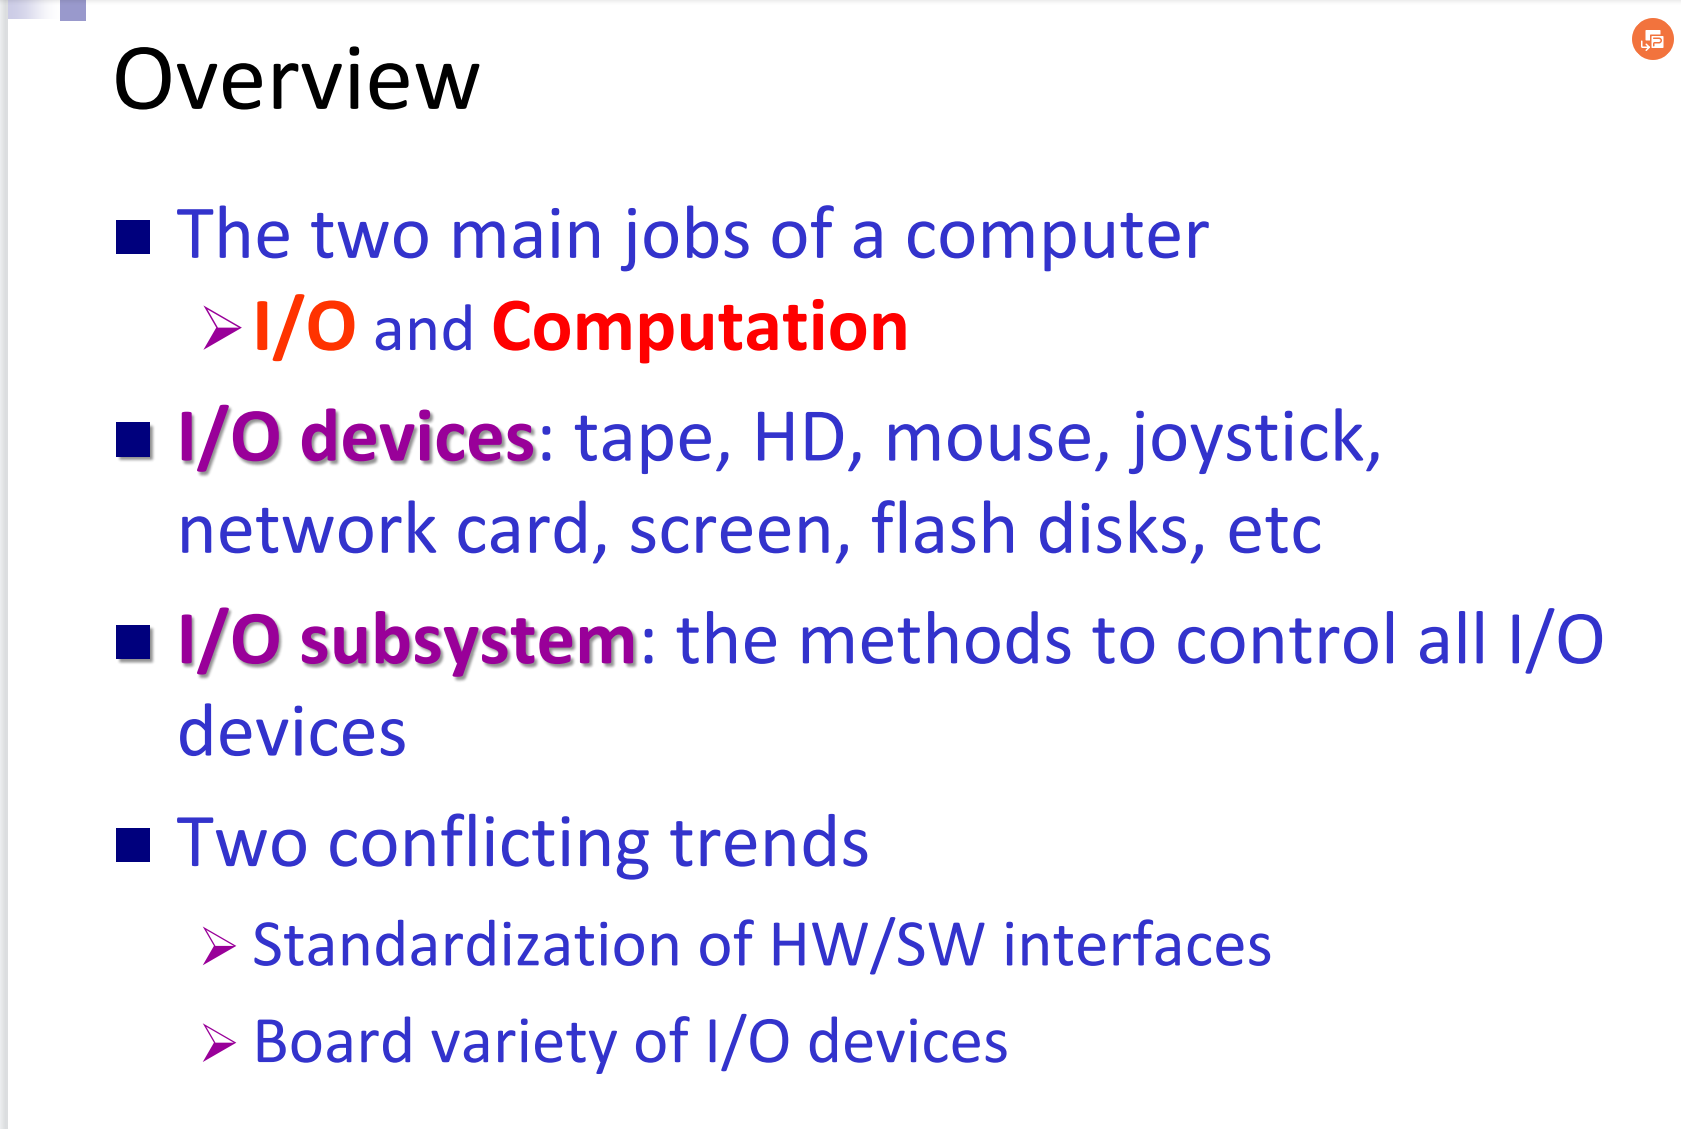 Overview
The two main jobs of a computer
I/O and Computation
I/O devices: tape, HD, mouse, joystick,
network card, screen, flash disks, etc
I/O subsystem: the methods to control all I/O
devices
Two conflicting trends
Standardization of HW/SW interfaces
Board variety of I/O devices